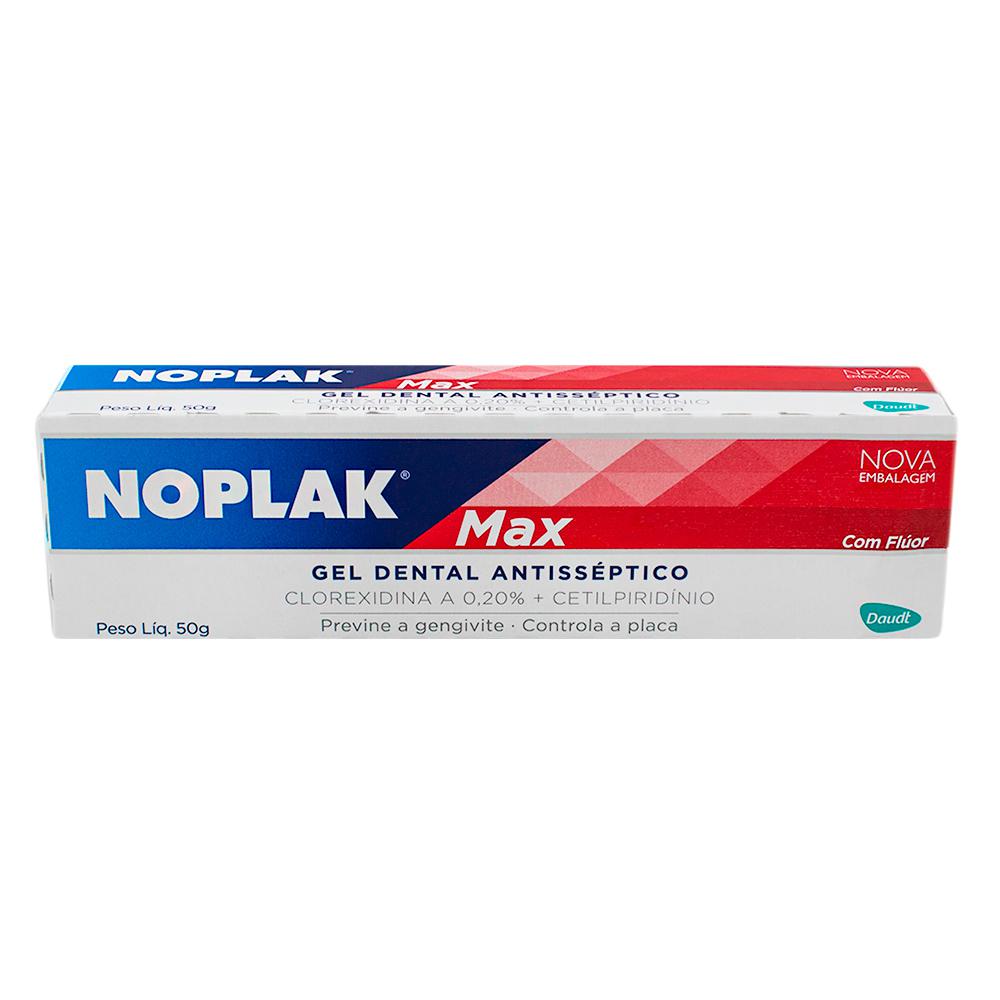 NOPLAK
Max
NOVA
EMBALAGEM
Com Flúor
Peso Líq. 50g
GEL DENTAL ANTISSÉPTICO
CLOREXIDINA A 0,20% + CETILPIRIDÍNIO
Previne a gengivite · Controla a placa
Daudt
NOPLAK®
Max
NOVA
EMBALAGEM
Com Flúor
GEL DENTAL ANTISSÉPTICO
CLOREXIDINA A 0,20% + CETILPIRIDÍNIO
Peso Líq. 50g
Previne a gengivite · Controla a placa
Daudt